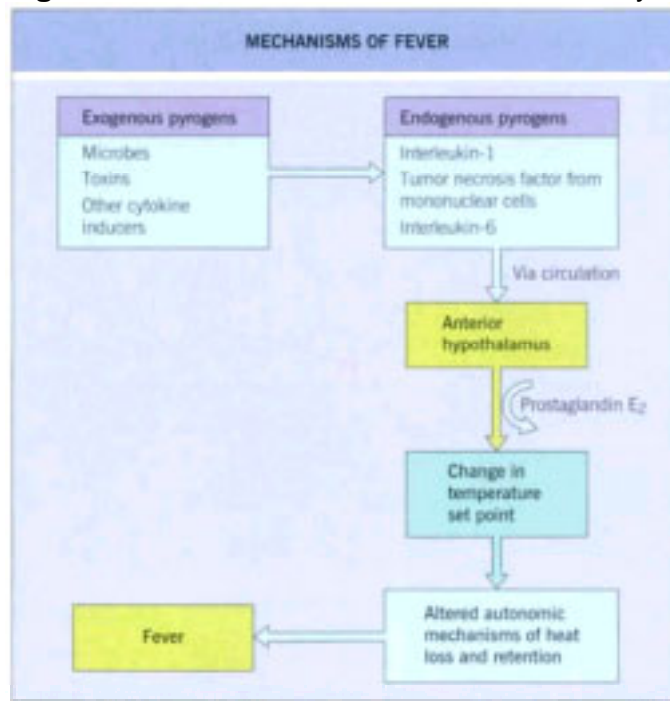 MECHANISMS OF FEVER
Exogenous pyrogens
Microbes
Toxins
Other cytokine
inducers
Endogenous pyrogens
Interleukin-1
Tumor necrosis factor from
mononuclear cells
Interleukin-6
Via circulation
Anterior
hypothalamus
Prostaglandin E₂
Change in
temperature
set point
Altered autonomic
mechanisms of heat
loss and retention
Fever